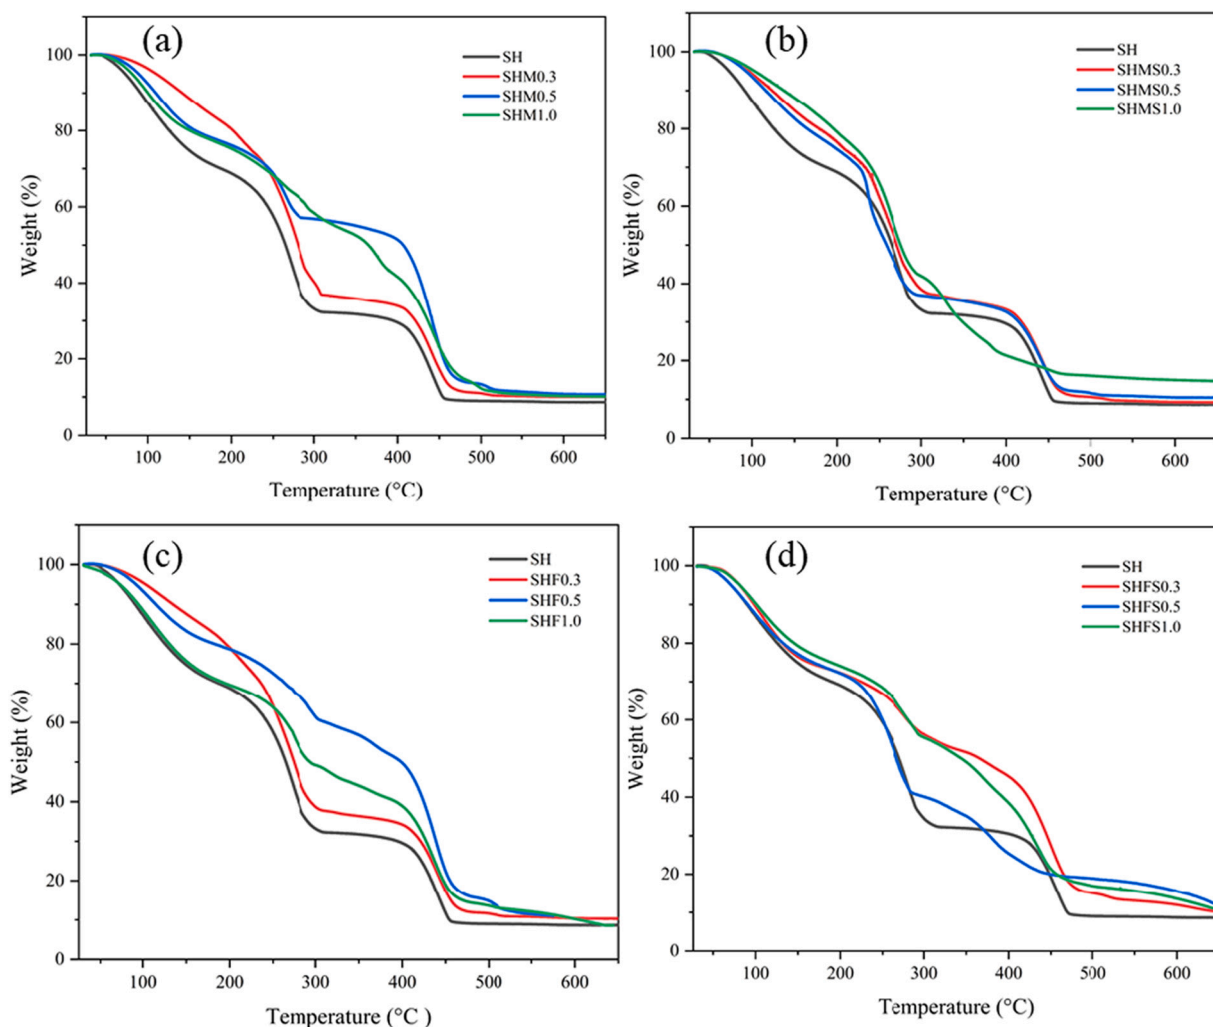 (a)
SH
SHM0.3
SHM0.5
SHM1.0
Weight (%)
100
80
60
40
20
0
100 200 300 400 500 600
Temperature (°C)
(b)
SH
SHMS0.3
SHMS0.5
SHMS1.0
Weight (%)
100
80
60
40
20
0
100 200 300 400 500 600
Temperature (°C)
(c)
SH
SHF0.3
SHF0.5
SHF1.0
Weight (%)
100
80
60
40
20
0
100 200 300 400 500 600
Temperature (°C )
(d)
SH
SHFS0.3
SHFS0.5
SHFS1.0
Weight (%)
100
80
60
40
20
0
100 200 300 400 500 600
Temperature (°C)